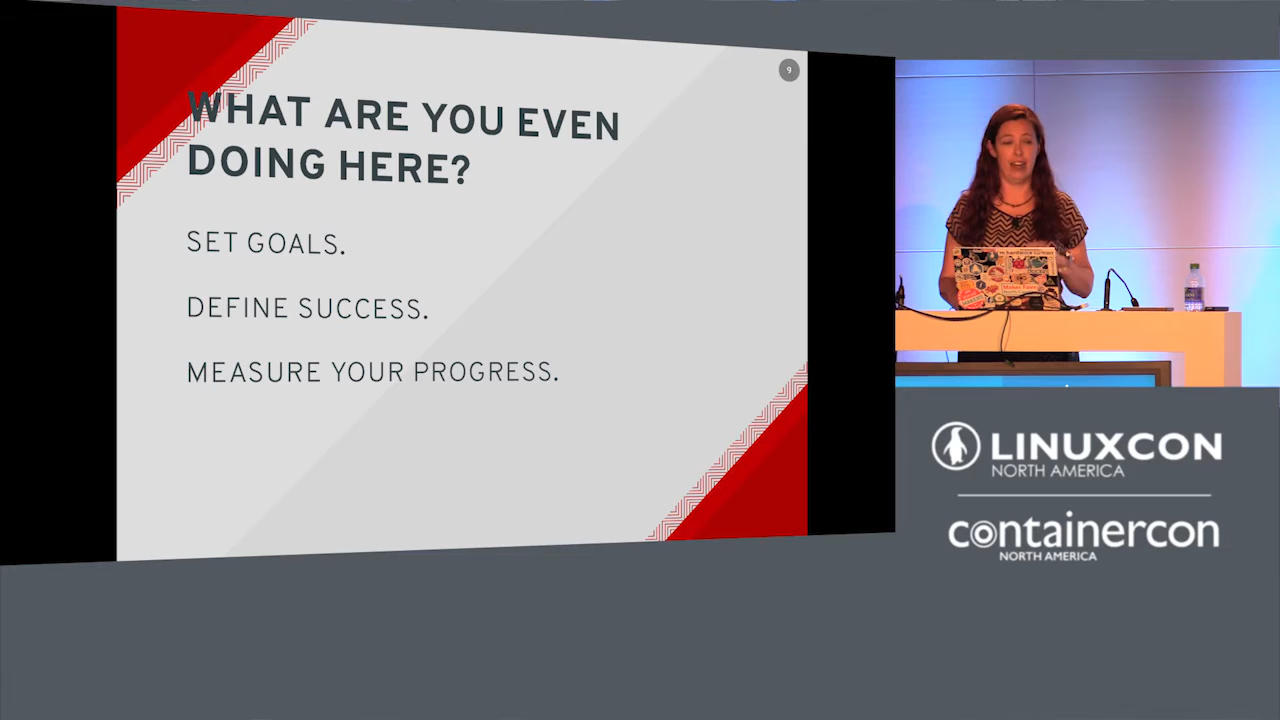 9
WHAT ARE YOU EVEN
DOING HERE?
SET GOALS.
DEFINE SUCCESS.
MEASURE YOUR PROGRESS.
LINUXCON
NORTH AMERICA
containercon
NORTH AMERICA